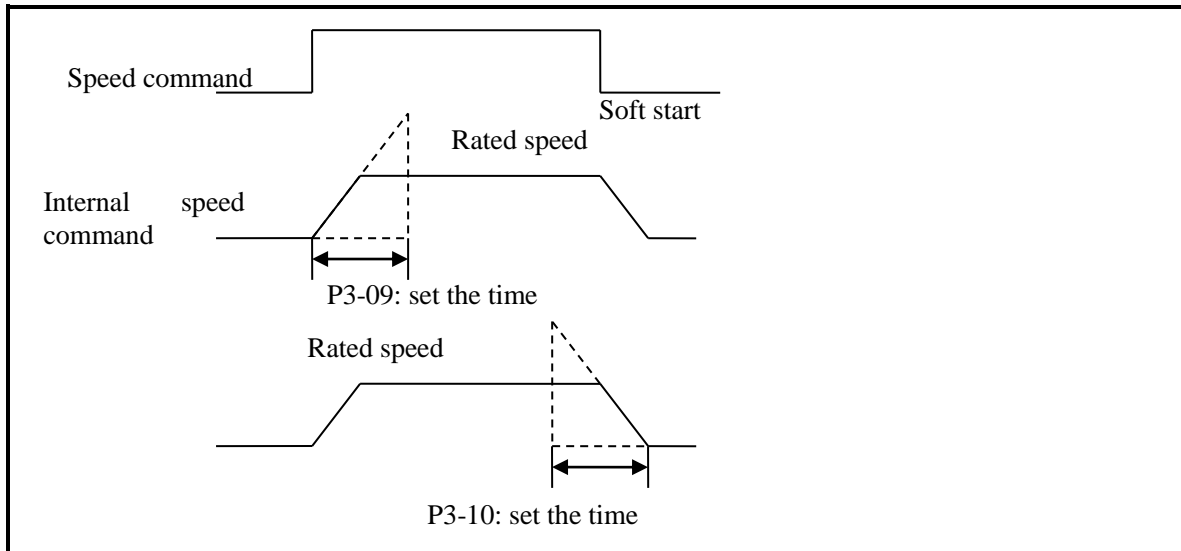 Speed command
Soft start
Rated speed
Internal speed
command
P3-09: set the time
Rated speed
P3-10: set the time